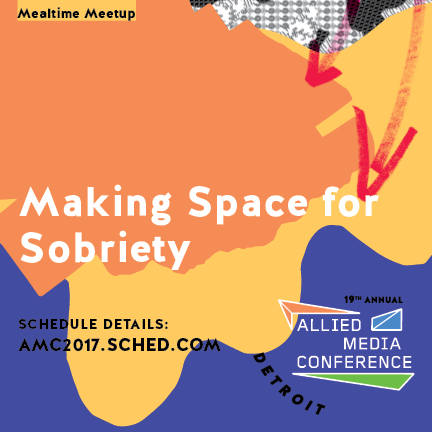 Mealtime Meetup
Making Space for
Sobriety
SCHEDULE DETAILS:
AMC2017.SCHED.COM
19TH ANNUAL
ALLIED
MEDIA
CONFERENCE
DETROIT